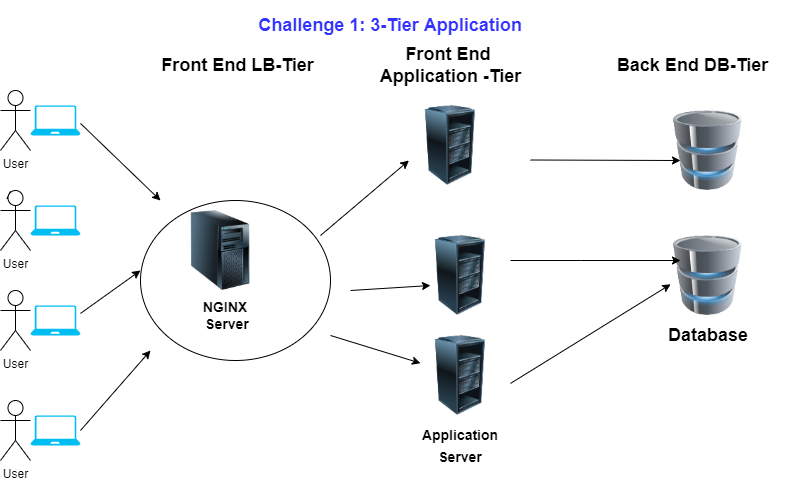 Challenge 1: 3-Tier Application
Front End LB-Tier
Front End
Application -Tier
Back End DB-Tier
User
User
User
User
NGINX
Server
Database
Application
Server